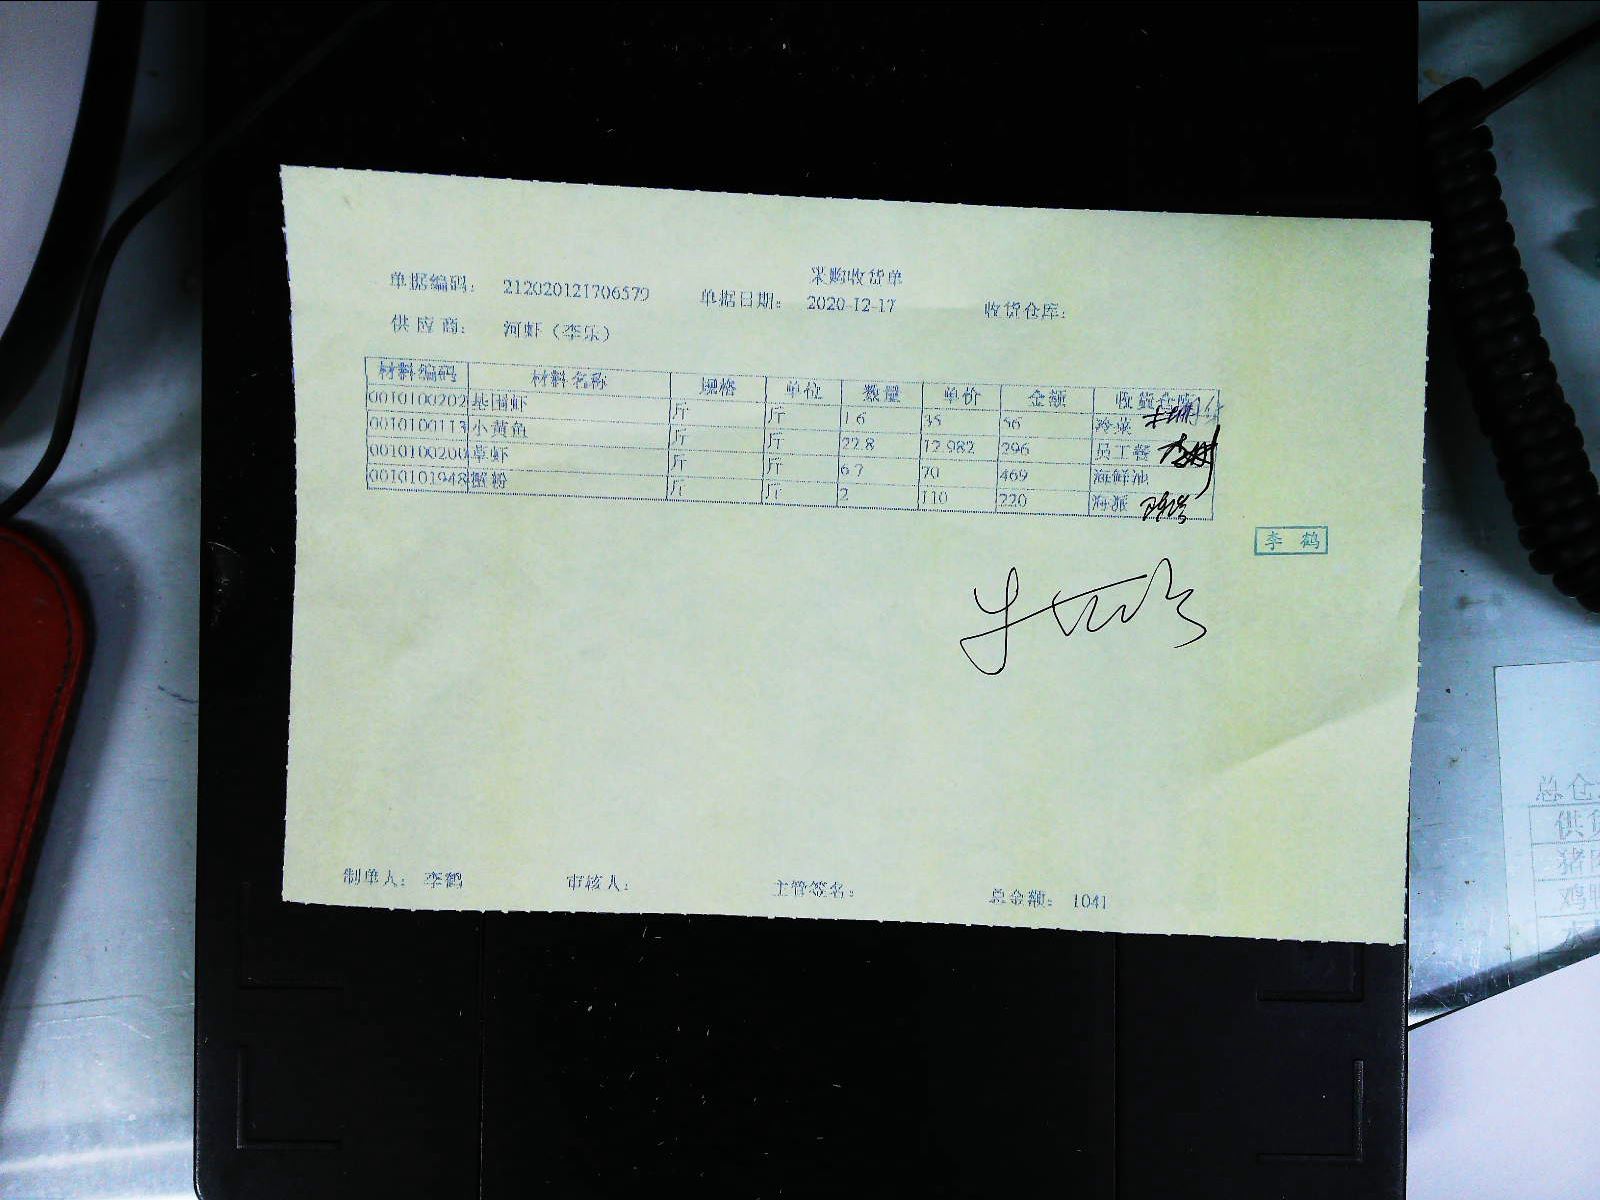 采购收货单
单据编码： 212020121706579 单据日期： 2020-12-17 收货仓库：
供应商： 河虾（李乐）
材料编码 材料名称 规格 单位 数量 单价 金额 收货仓库
0010100202 基围虾 斤 斤 1.6 35 56 冷菜
0010100113 小黄鱼 斤 斤 22.8 12.982 296 员工餐
0010100200 草虾 斤 斤 6.7 70 469 海鲜池
0010101948 蟹粉 斤 斤 2 110 220 海派
李鹤
制单人： 李鹤 审核人： 主管签名： 总金额： 1041
总仓
供货